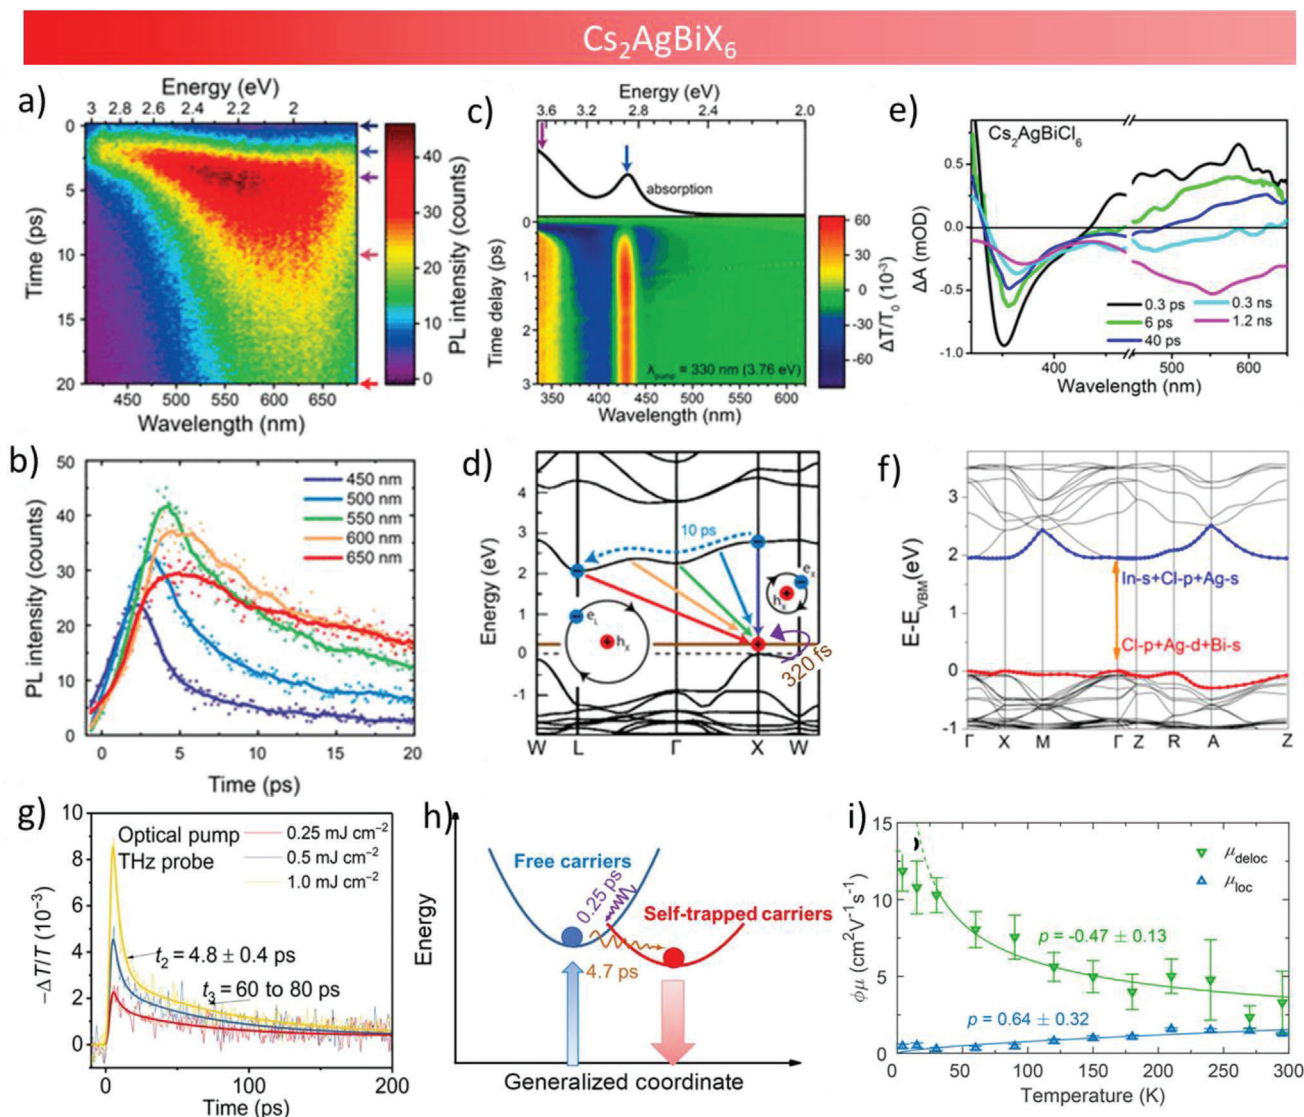 Cs₂AgBiX₆
a)
Energy (eV)
3 2.8 2.6 2.4 2.2 2
0
5
10
15
20
Time (ps)
450 500 550 600 650
Wavelength (nm)
40
30
20
10
0
PL intensity (counts)
c)
Energy (eV)
3.6 3.2 2.8 2.4 2.0
absorption
0
1
2
3
Time delay (ps)
λpump = 330 nm (3.76 eV)
350 400 450 500 550 600
Wavelength (nm)
60
30
0
-30
-60
ΔT/T₀ (10⁻³)
e)
Cs₂AgBiCl₆
0.5
0.0
-0.5
-1.0
ΔA (mOD)
0.3 ps
6 ps
40 ps
0.3 ns
1.2 ns
400 500 600
Wavelength (nm)
b)
50
40
30
20
10
0
PL intensity (counts)
450 nm
500 nm
550 nm
600 nm
650 nm
0 5 10 15 20
Time (ps)
d)
4
3
2
1
0
-1
Energy (eV)
10 ps
e_L
h_X
e_X
h_X
320 fs
W L Γ X W
f)
3
2
1
0
-1
E-E_VBM(eV)
In-s+Cl-p+Ag-s
Cl-p+Ag-d+Bi-s
Γ X M Γ Z R A Z
g)
10
8
6
4
2
0
−ΔT/T (10⁻³)
Optical pump
THz probe
0.25 mJ cm⁻²
0.5 mJ cm⁻²
1.0 mJ cm⁻²
t₂ = 4.8 ± 0.4 ps
t₃ = 60 to 80 ps
0 100 200
Time (ps)
h)
Energy
Free carriers
0.25 ps
Self-trapped carriers
4.7 ps
Generalized coordinate
i)
15
10
5
0
ϕμ (cm²V⁻¹s⁻¹)
μ_deloc
μ_loc
p = -0.47 ± 0.13
p = 0.64 ± 0.32
0 50 100 150 200 250 300
Temperature (K)